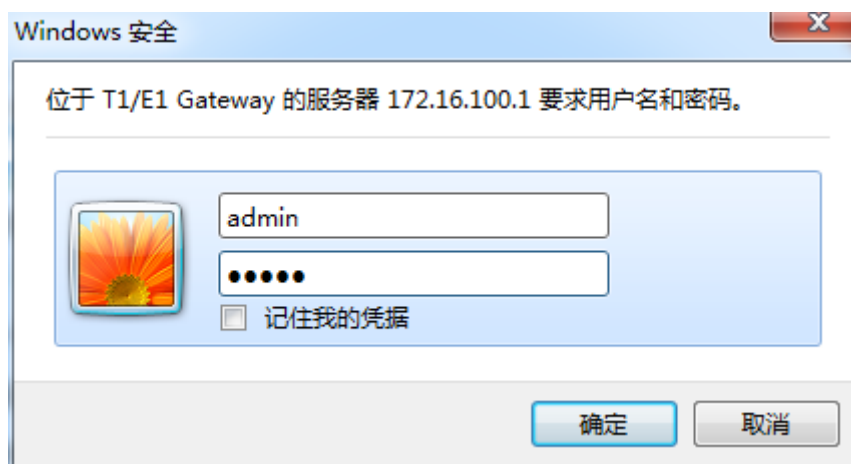 Windows 安全
位于 T1/E1 Gateway 的服务器 172.16.100.1 要求用户名和密码。
admin
●●●●●
记住我的凭据
确定
取消